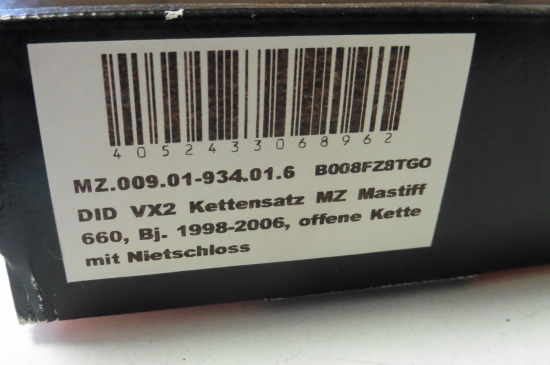 4052433068962
MZ.009.01-934.01.6 B008FZ8TGO
DID VX2 Kettensatz MZ Mastiff
660, Bj- 1998-2006, offene Kette
mit Nietschloss